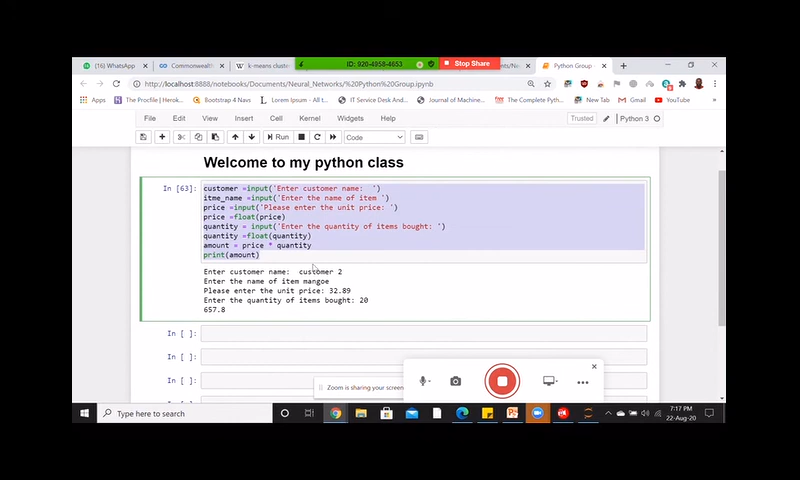 (16) WhatsApp
Commonwealth
k-means cluste
ID: 920-4958-4653
Stop Share
ents/Ne
Python Group
http://localhost:8888/notebooks/Documents/Neural_Networks/%20Python%20Group.ipynb
Apps
The Procfile | Herok...
Bootstrap 4 Navs
Lorem Ipsum - All t...
IT Service Desk And...
Journal of Machine...
The Complete Pyth...
New Tab
Gmail
YouTube
File Edit View Insert Cell Kernel Widgets Help
Trusted
Python 3
Run
Code
Welcome to my python class
In [63]:
customer =input('Enter customer name:  ')
itme_name =input('Enter the name of item ')
price =input('Please enter the unit price: ')
price =float(price)
quantity = input('Enter the quantity of items bought: ')
quantity =float(quantity)
amount = price * quantity
print(amount)
Enter customer name:  customer 2
Enter the name of item mangoe
Please enter the unit price: 32.89
Enter the quantity of items bought: 20
657.8
In [ ]:
In [ ]:
In [ ]:
Zoom is sharing your screen
Type here to search
7:17 PM
22-Aug-20